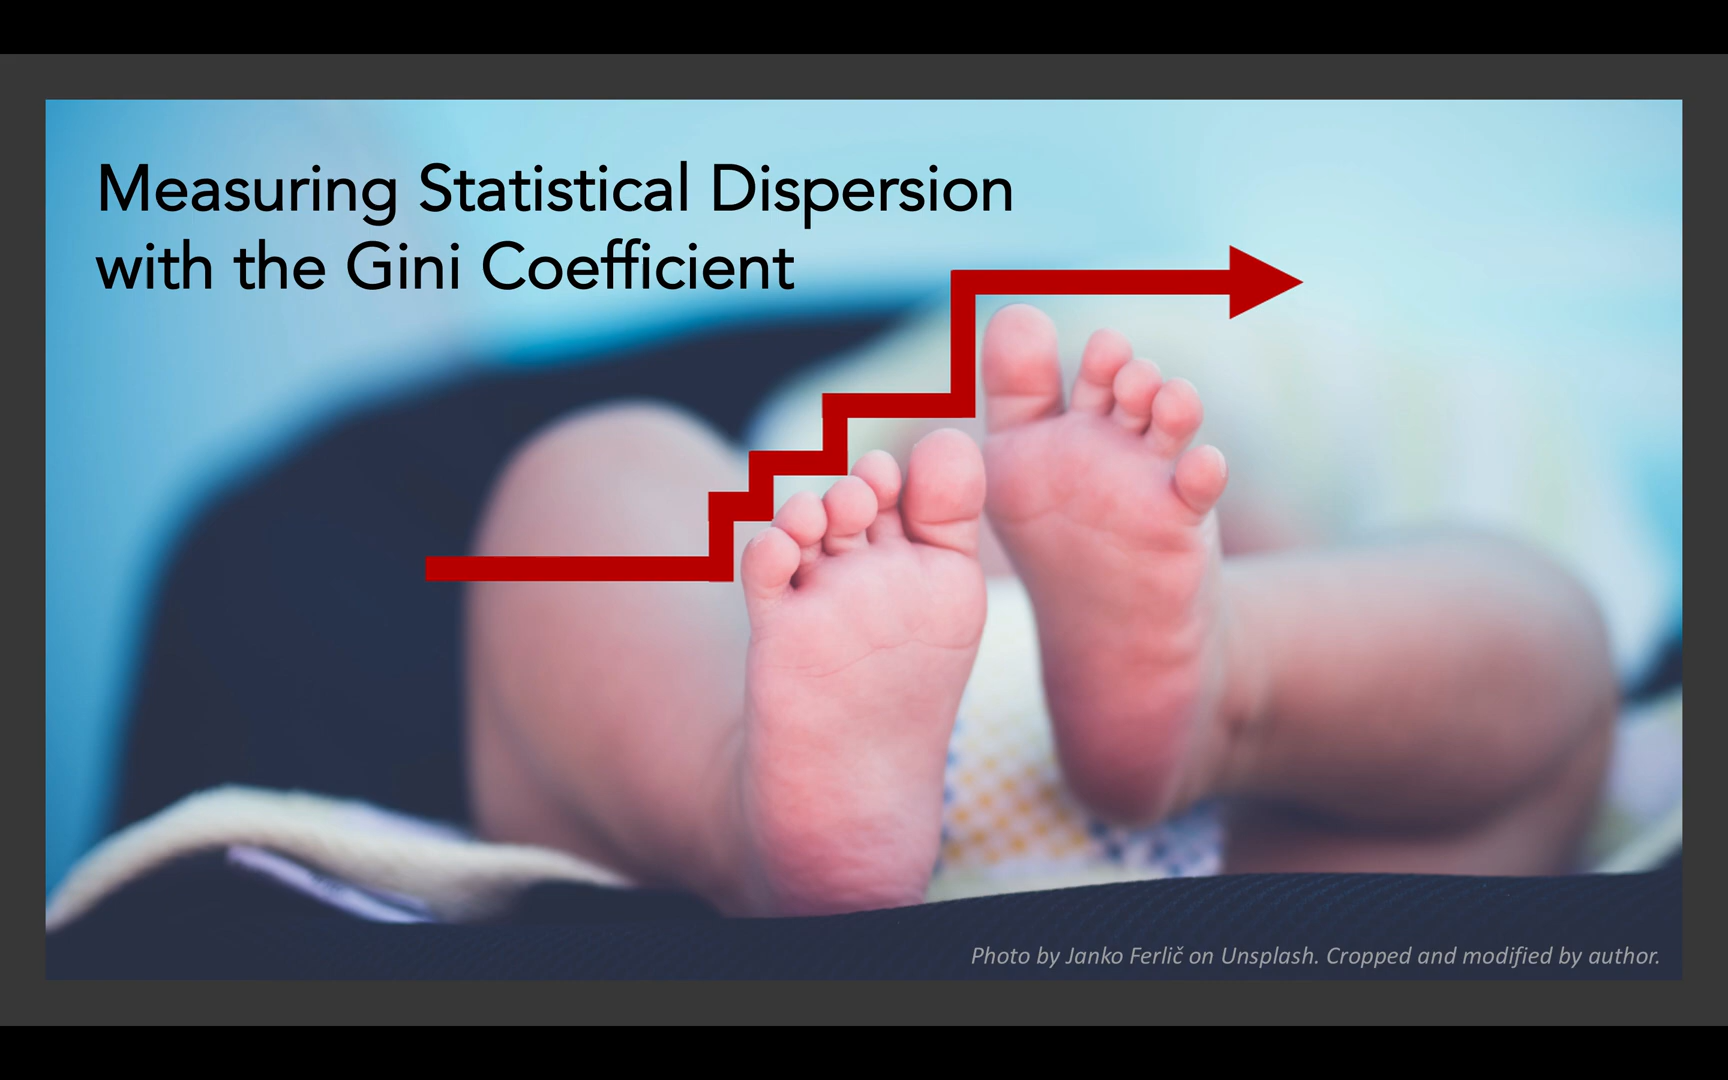 Measuring Statistical Dispersion
with the Gini Coefficient
Photo by Janko Ferlič on Unsplash. Cropped and modified by author.